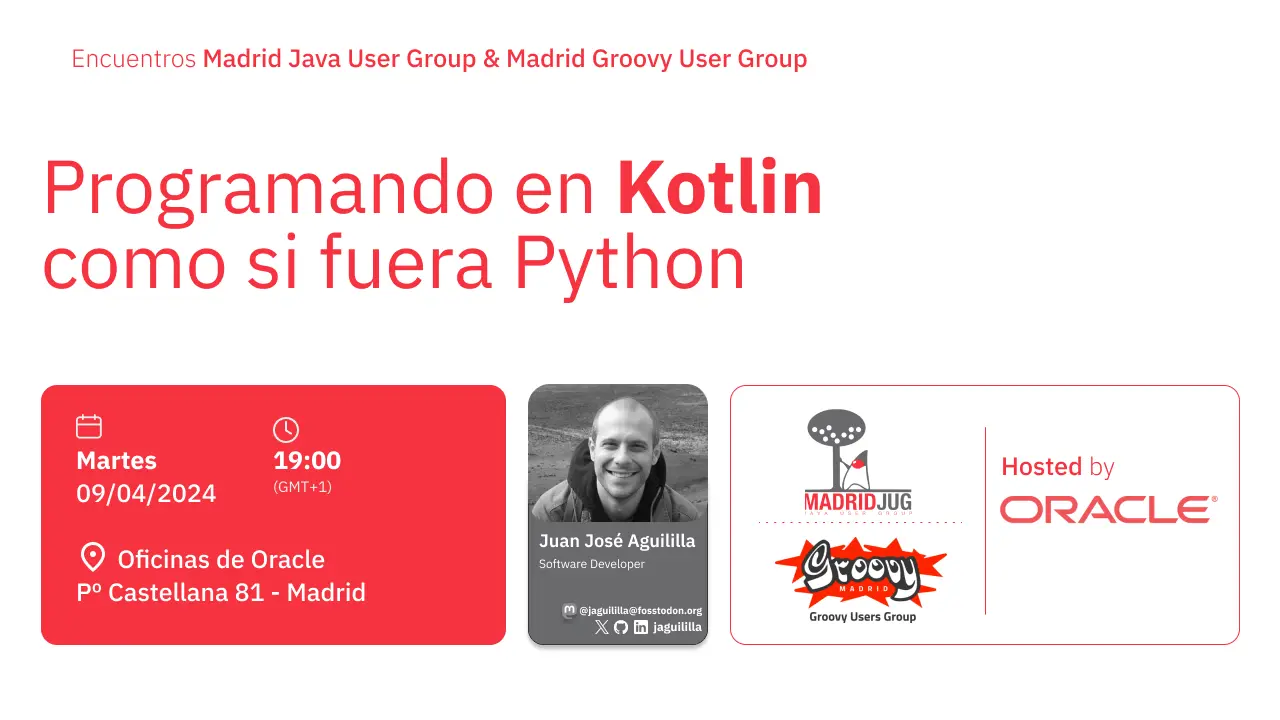 Encuentros Madrid Java User Group & Madrid Groovy User Group
Programando en Kotlin
como si fuera Python
Martes
09/04/2024
19:00
(GMT+1)
Oficinas de Oracle
Pº Castellana 81 - Madrid
Juan José Aguililla
Software Developer
@jaguililla@fosstodon.org
jaguililla
MADRIDJUG
JAVA USER GROUP
Groovy
MADRID
Groovy Users Group
Hosted by
ORACLE®